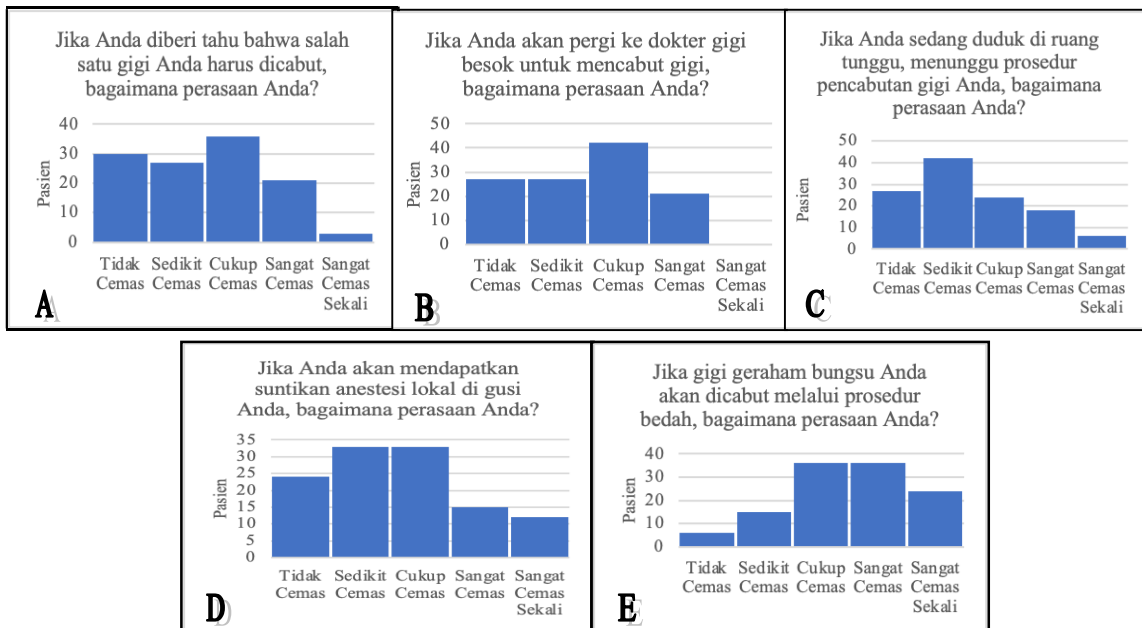 Jika Anda diberi tahu bahwa salah
satu gigi Anda harus dicabut,
bagaimana perasaan Anda?
40
30
20
10
0
Pasien
Tidak Cemas
Sedikit Cemas
Cukup Cemas
Sangat Cemas
Sangat Cemas Sekali
A
Jika Anda akan pergi ke dokter gigi
besok untuk mencabut gigi,
bagaimana perasaan Anda?
50
40
30
20
10
0
Pasien
Tidak Cemas
Sedikit Cemas
Cukup Cemas
Sangat Cemas
Sangat Cemas Sekali
B
Jika Anda sedang duduk di ruang
tunggu, menunggu prosedur
pencabutan gigi Anda, bagaimana
perasaan Anda?
50
40
30
20
10
0
Pasien
Tidak Cemas
Sedikit Cemas
Cukup Cemas
Sangat Cemas
Sangat Cemas Sekali
C
Jika Anda akan mendapatkan
suntikan anestesi lokal di gusi
Anda, bagaimana perasaan Anda?
35
30
25
20
15
10
5
0
Pasien
Tidak Cemas
Sedikit Cemas
Cukup Cemas
Sangat Cemas
Sangat Cemas Sekali
D
Jika gigi geraham bungsu Anda
akan dicabut melalui prosedur
bedah, bagaimana perasaan Anda?
40
30
20
10
0
Pasien
Tidak Cemas
Sedikit Cemas
Cukup Cemas
Sangat Cemas
Sangat Cemas Sekali
E